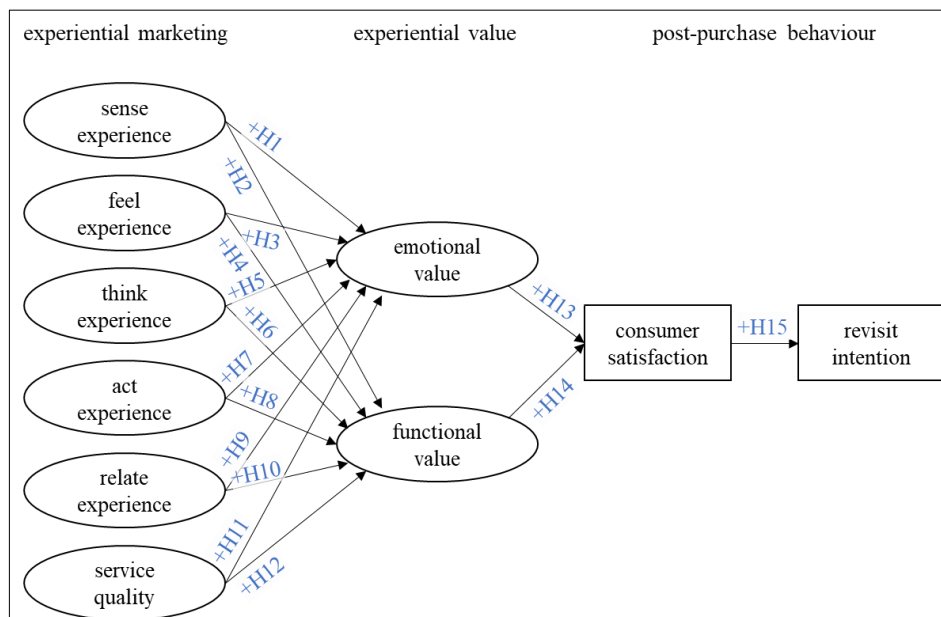 experiential marketing
experiential value
post-purchase behaviour
sense
experience
+H1
+H2
feel
experience
+H3
+H4
emotional
value
think
experience
+H5
+H6
+H13
consumer
satisfaction
+H15
revisit
intention
act
experience
+H7
+H8
+H14
functional
value
relate
experience
+H9
+H10
service
quality
+H11
+H12